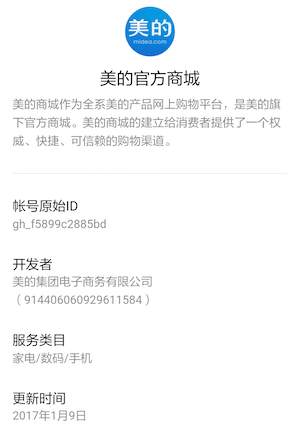 美的
midea.com
美的官方商城
美的商城作为全系美的产品网上购物平台，是美的旗
下官方商城。美的商城的建立给消费者提供了一个权
威、快捷、可信赖的购物渠道。
帐号原始ID
gh_f5899c2885bd
开发者
美的集团电子商务有限公司
（914406060929611584）
服务类目
家电/数码/手机
更新时间
2017年1月9日